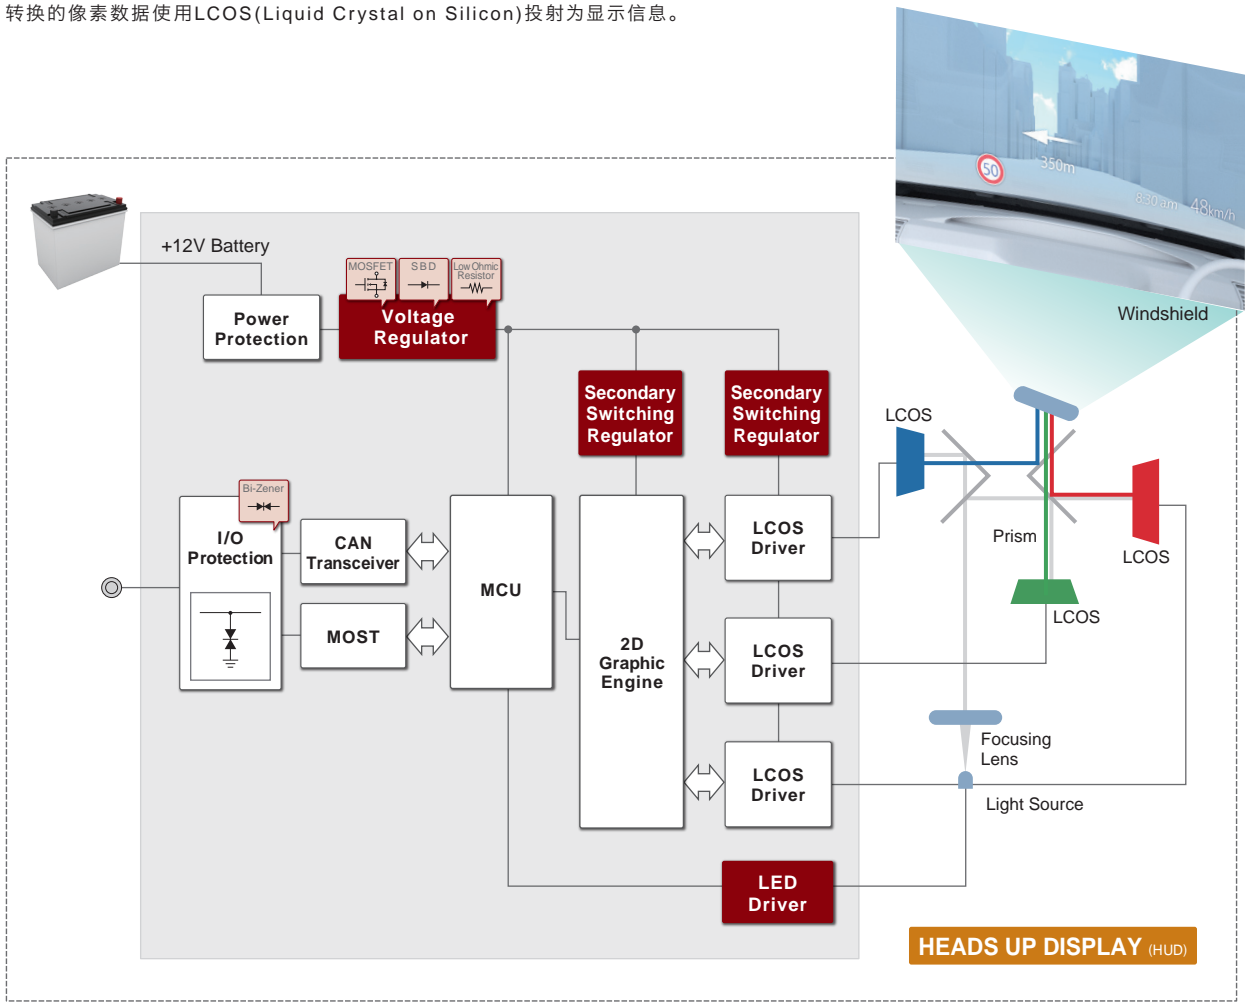 转换的像素数据使用LCOS(Liquid Crystal on Silicon)投射为显示信息。
50
350m
8:30 am 48km/h
Windshield
+12V Battery
MOSFET
SBD
Low Ohmic
Resistor
Power
Protection
Voltage
Regulator
Secondary
Switching
Regulator
Secondary
Switching
Regulator
LCOS
Bi-Zener
I/O
Protection
CAN
Transceiver
MOST
MCU
2D
Graphic
Engine
LCOS
Driver
LCOS
Driver
LCOS
Driver
Prism
LCOS
LCOS
Focusing
Lens
Light Source
LED
Driver
HEADS UP DISPLAY (HUD)